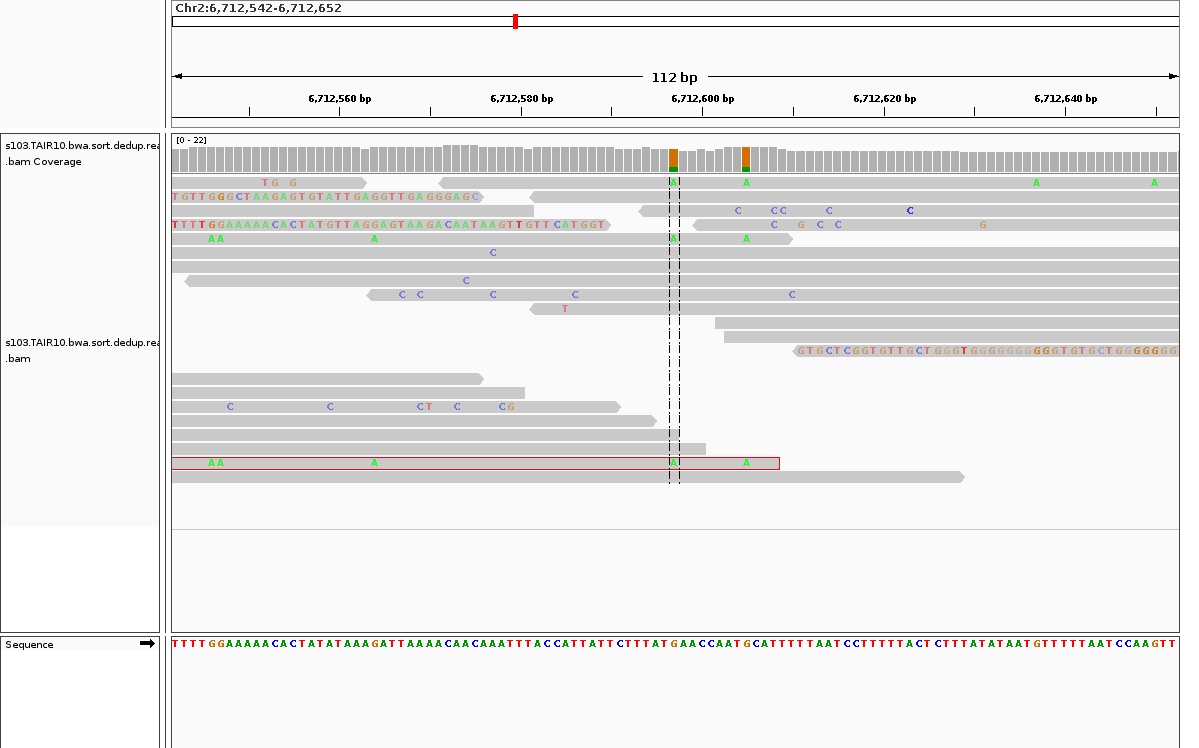 Chr2:6,712,542-6,712,652
112 bp
6,712,560 bp 6,712,580 bp 6,712,600 bp 6,712,620 bp 6,712,640 bp
s103.TAIR10.bwa.sort.dedup.rea
.bam Coverage
[0 - 22]
T G G A A A A
TGTTGGGCTAAGAGTGTATTGAGGTTGAGGGAGC
C C C C C
TTTTGGAAAAACACTATGTTAGGAGTAAGACAATAAGTTGTTCATGGT C G C C G
A A A A A
C
C
C C C C C
T
s103.TAIR10.bwa.sort.dedup.rea
.bam
GTGCTCGGTGTTGCTGGGTGGGGGGGGGGTGTGCTGGGGGGG
C C C T C C G
A A A A A
Sequence
TTTTGGAAAAACACTATATAAAGATTAAAACAACAAATTTACCATTATTCTTTATGAACCAATGCATTTTTAATCCTTTTTACTCTTTATATAATGTTTTTAATCCAAGTT